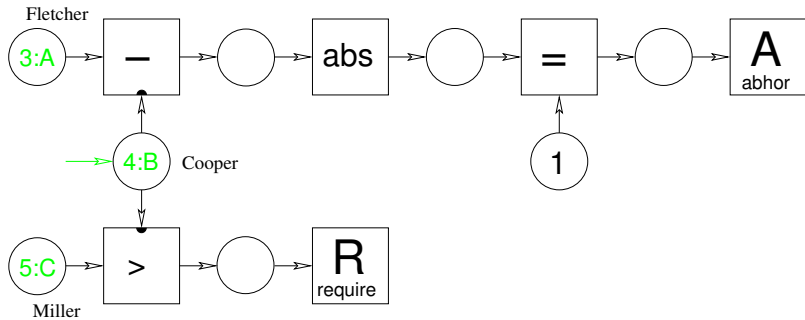 Fletcher
3:A
−
abs
=
A
abhor
4:B
Cooper
1
5:C
>
R
require
Miller